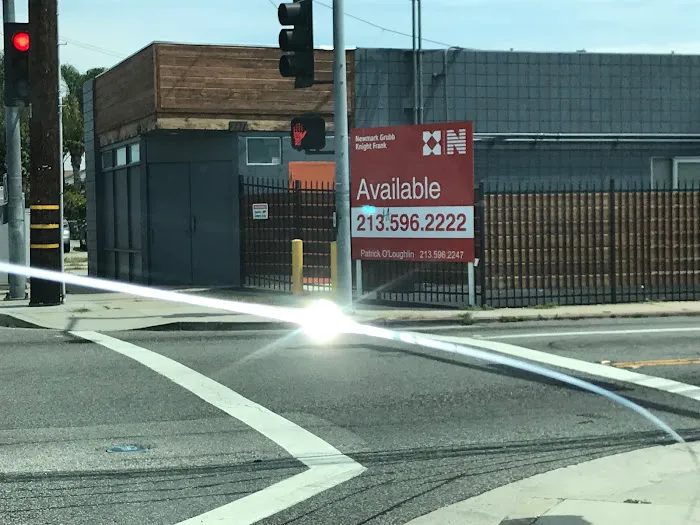 Newmark Grubb
Knight Frank
N
Available
213.596.2222
Patrick O'Loughlin 213.596.2247